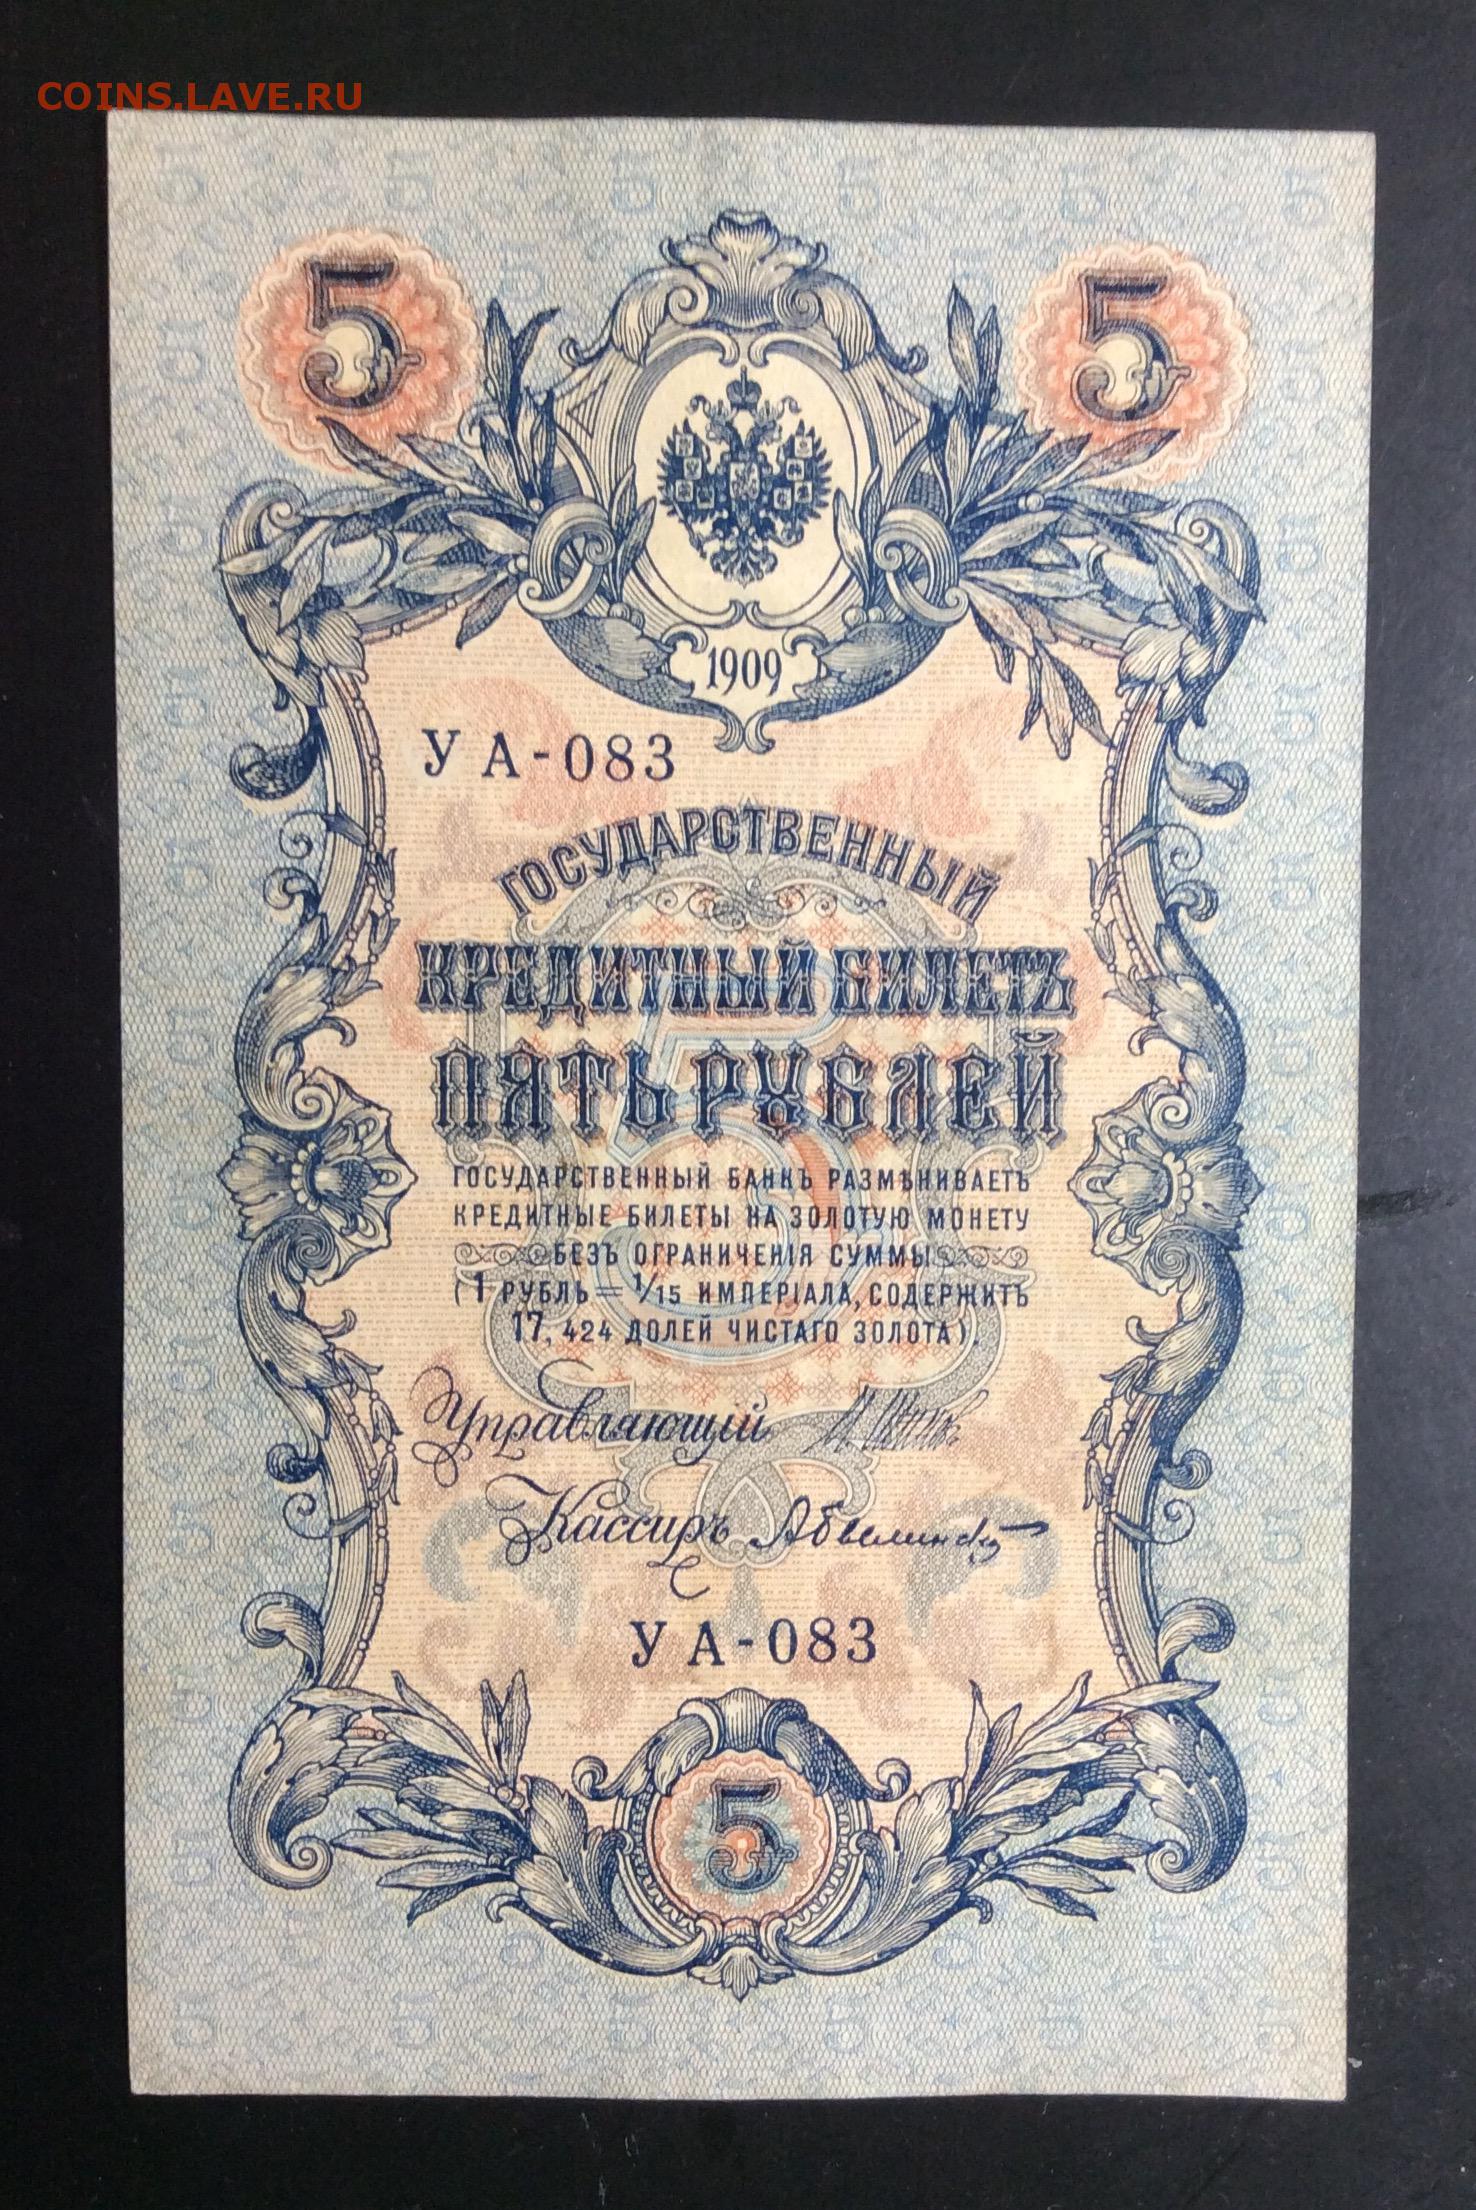 COINS.LAVE.RU
5 5
1909
УА-083
ГОСУДАРСТВЕННЫЙ
КРЕДИТНЫЙ БИЛЕТЪ
ПЯТЬ РУБЛЕЙ
ГОСУДАРСТВЕННЫЙ БАНКЪ РАЗМѢНИВАЕТЪ
КРЕДИТНЫЕ БИЛЕТЫ НА ЗОЛОТУЮ МОНЕТУ
БЕЗЪ ОГРАНИЧЕНІЯ СУММЫ
(1 РУБЛЬ = 1/15 ИМПЕРІАЛА, СОДЕРЖИТЪ
17, 424 ДОЛЕЙ ЧИСТАГО ЗОЛОТА).
Управляющій
Кассиръ
УА-083
5